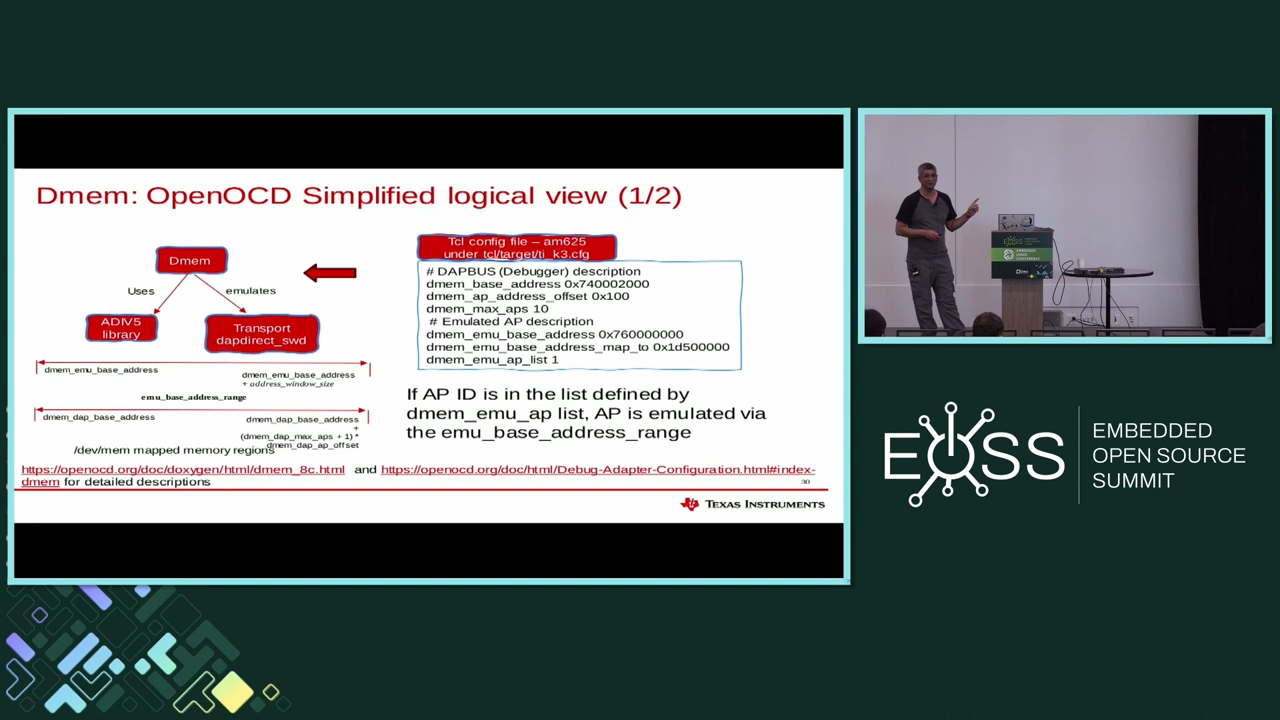 Dmem: OpenOCD Simplified logical view (1/2)
Dmem
Uses
emulates
ADIV5
library
Transport
dapdirect_swd
dmem_emu_base_address
dmem_emu_base_address
+ address_window_size
emu_base_address_range
dmem_dap_base_address
dmem_dap_base_address
+
(dmem_dap_max_aps + 1) *
dmem_dap_ap_offset
/dev/mem mapped memory regions
Tcl config file – am625
under tcl/target/ti_k3.cfg
# DAPBUS (Debugger) description
dmem_base_address 0x740002000
dmem_ap_address_offset 0x100
dmem_max_aps 10
# Emulated AP description
dmem_emu_base_address 0x760000000
dmem_emu_base_address_map_to 0x1d500000
dmem_emu_ap_list 1
If AP ID is in the list defined by
dmem_emu_ap list, AP is emulated via
the emu_base_address_range
https://openocd.org/doc/doxygen/html/dmem_8c.html and https://openocd.org/doc/html/Debug-Adapter-Configuration.html#index-
dmem for detailed descriptions
30
TEXAS INSTRUMENTS
EOSS
EOSS
EMBEDDED
OPEN SOURCE
SUMMIT